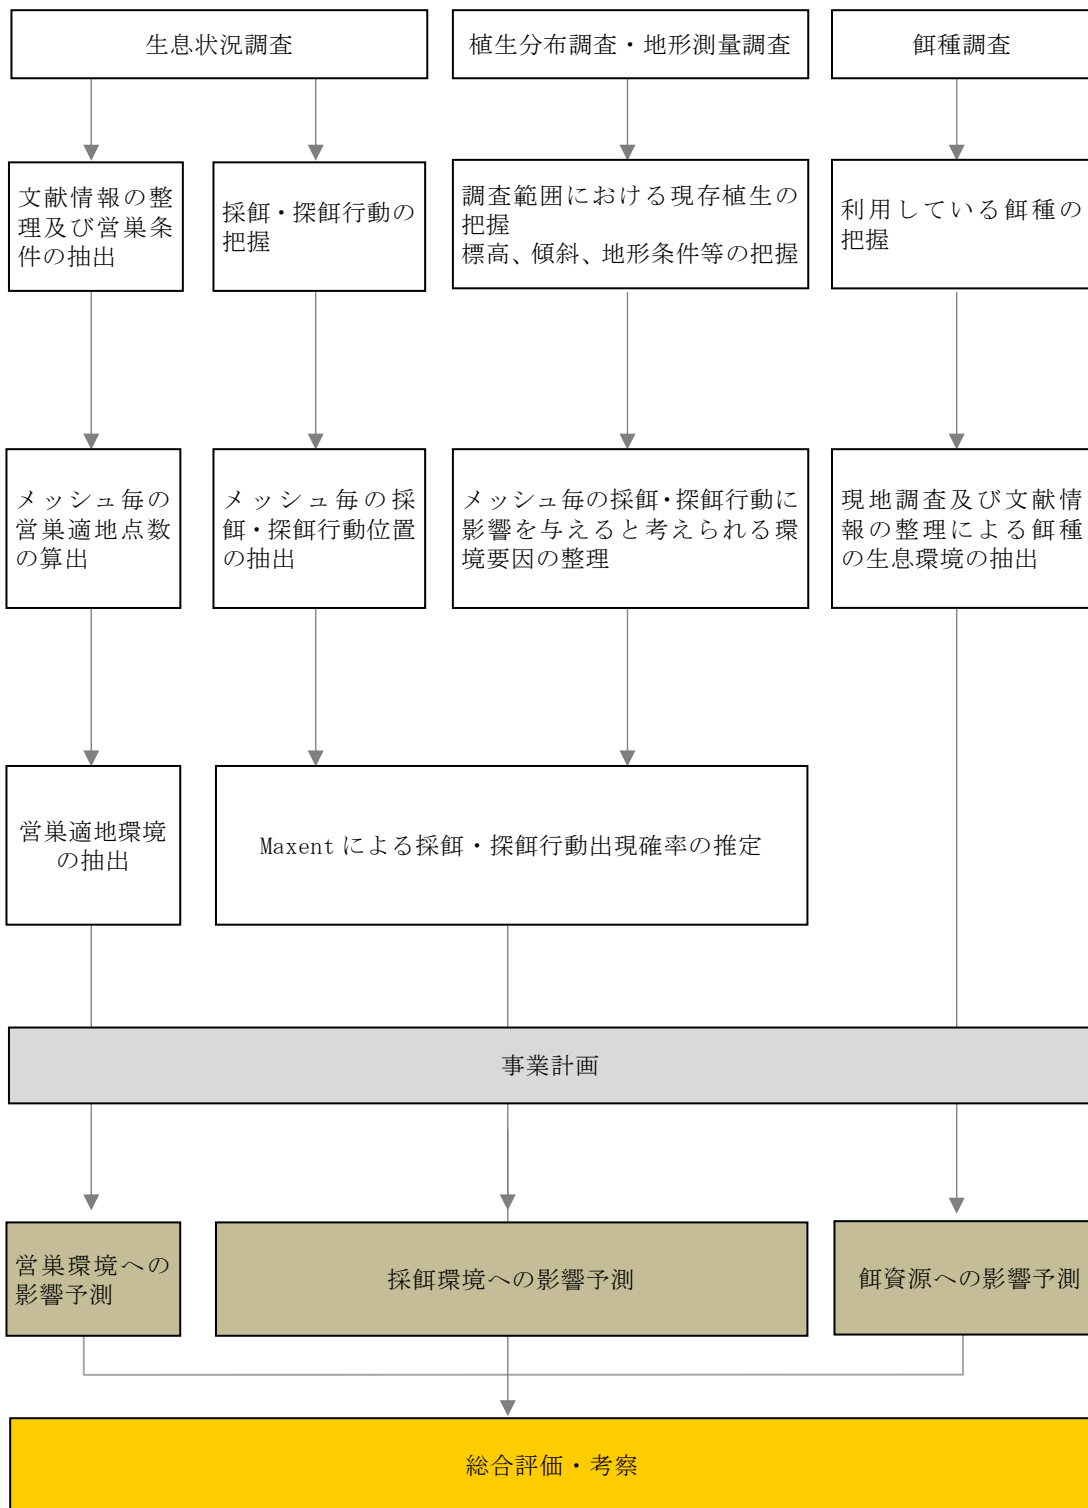 生息状況調査
植生分布調査・地形測量調査
餌種調査
文献情報の整
理及び営巣条
件の抽出
採餌・探餌行動の
把握
調査範囲における現存植生の
把握
標高、傾斜、地形条件等の把握
利用している餌種の
把握
メッシュ毎の
営巣適地点数
の算出
メッシュ毎の採
餌・探餌行動位置
の抽出
メッシュ毎の採餌・探餌行動に
影響を与えると考えられる環
境要因の整理
現地調査及び文献情
報の整理による餌種
の生息環境の抽出
営巣適地環境
の抽出
Maxent による採餌・探餌行動出現確率の推定
事業計画
営巣環境への
影響予測
採餌環境への影響予測
餌資源への影響予測
総合評価・考察